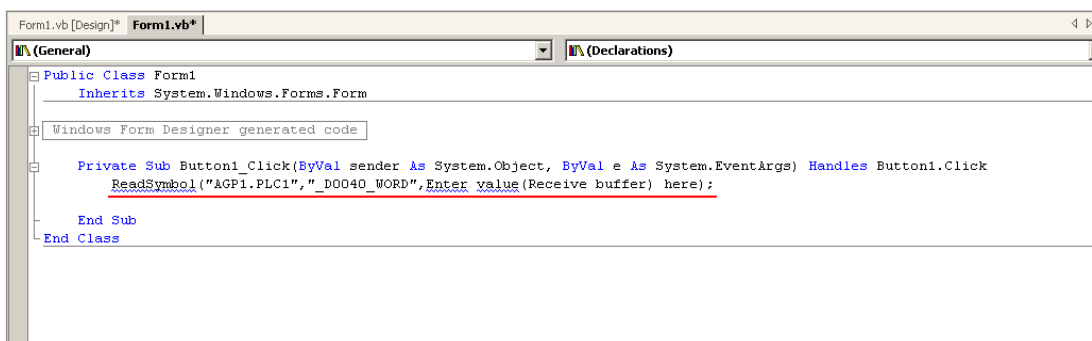 Form1.vb [Design]* Form1.vb*
(General) (Declarations)
Public Class Form1
Inherits System.Windows.Forms.Form
Windows Form Designer generated code
Private Sub Button1_Click(ByVal sender As System.Object, ByVal e As System.EventArgs) Handles Button1.Click
ReadSymbol("AGP1.PLC1","_D0040_WORD",Enter value(Receive buffer) here);
End Sub
End Class